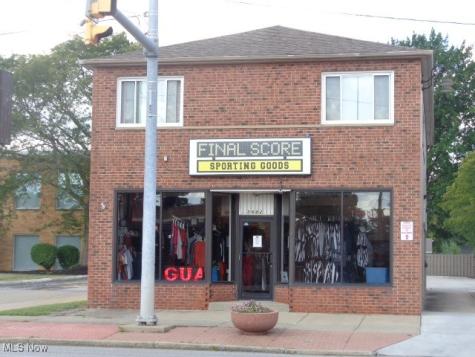 FINAL SCORE
SPORTING GOODS
GUA
MLS Now